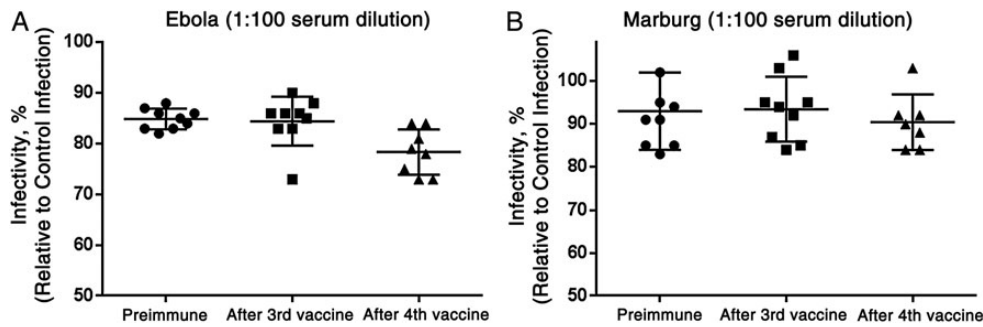 A
Ebola (1:100 serum dilution)
Infectivity, %
(Relative to Control Infection)
100
90
80
70
60
50
Preimmune After 3rd vaccine After 4th vaccine
B
Marburg (1:100 serum dilution)
Infectivity, %
(Relative to Control Infection)
100
90
80
70
60
50
Preimmune After 3rd vaccine After 4th vaccine